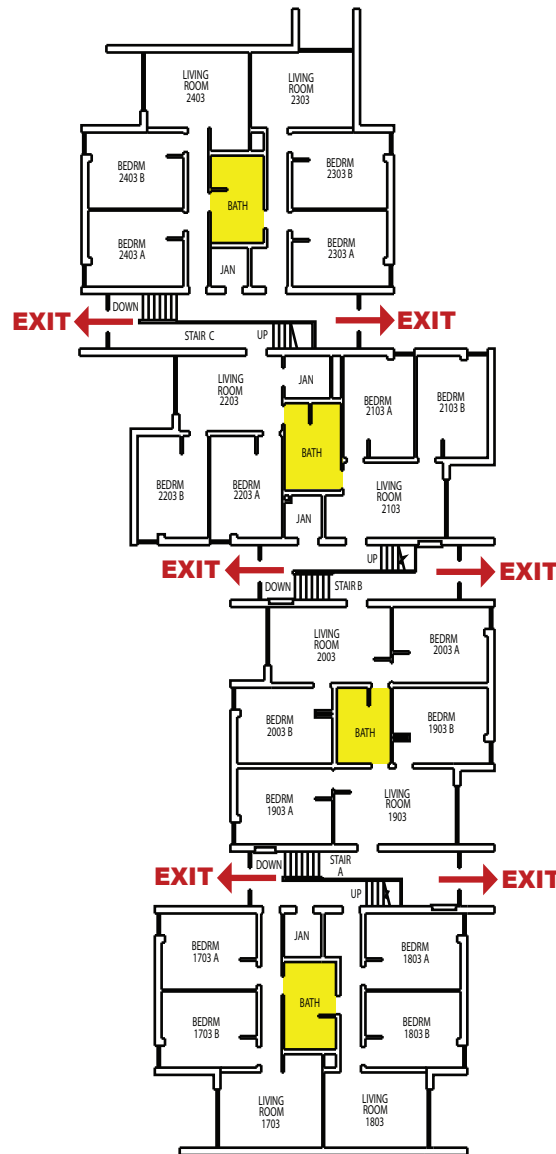 LIVING
ROOM
2403
LIVING
ROOM
2303
BEDRM
2403 B
BEDRM
2303 B
BATH
BEDRM
2403 A
BEDRM
2303 A
JAN
DOWN
EXIT
EXIT
STAIR C
UP
LIVING
ROOM
2203
JAN
BEDRM
2103 A
BEDRM
2103 B
BATH
BEDRM
2203 B
BEDRM
2203 A
LIVING
ROOM
2103
JAN
UP
EXIT
EXIT
DOWN
STAIR B
LIVING
ROOM
2003
BEDRM
2003 A
BEDRM
2003 B
BATH
BEDRM
1903 B
BEDRM
1903 A
LIVING
ROOM
1903
DOWN
STAIR
A
EXIT
EXIT
UP
JAN
BEDRM
1703 A
BEDRM
1803 A
BATH
BEDRM
1703 B
BEDRM
1803 B
LIVING
ROOM
1703
LIVING
ROOM
1803